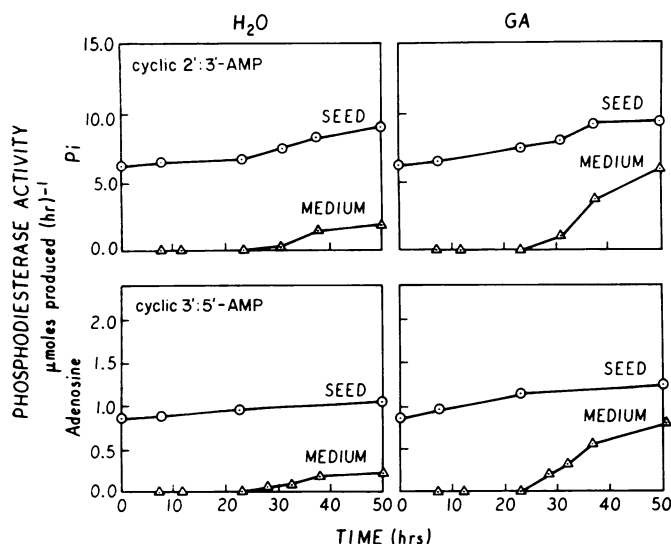 H₂O
GA
PHOSPHODIESTERASE ACTIVITY
μmoles produced (hr)⁻¹
Pi
15.0
10.0
5.0
0.0
cyclic 2':3'-AMP
SEED
MEDIUM
SEED
MEDIUM
Adenosine
2.0
1.5
1.0
0.5
0.0
cyclic 3':5'-AMP
SEED
MEDIUM
SEED
MEDIUM
0 10 20 30 40 50
0 10 20 30 40 50
TIME (hrs)